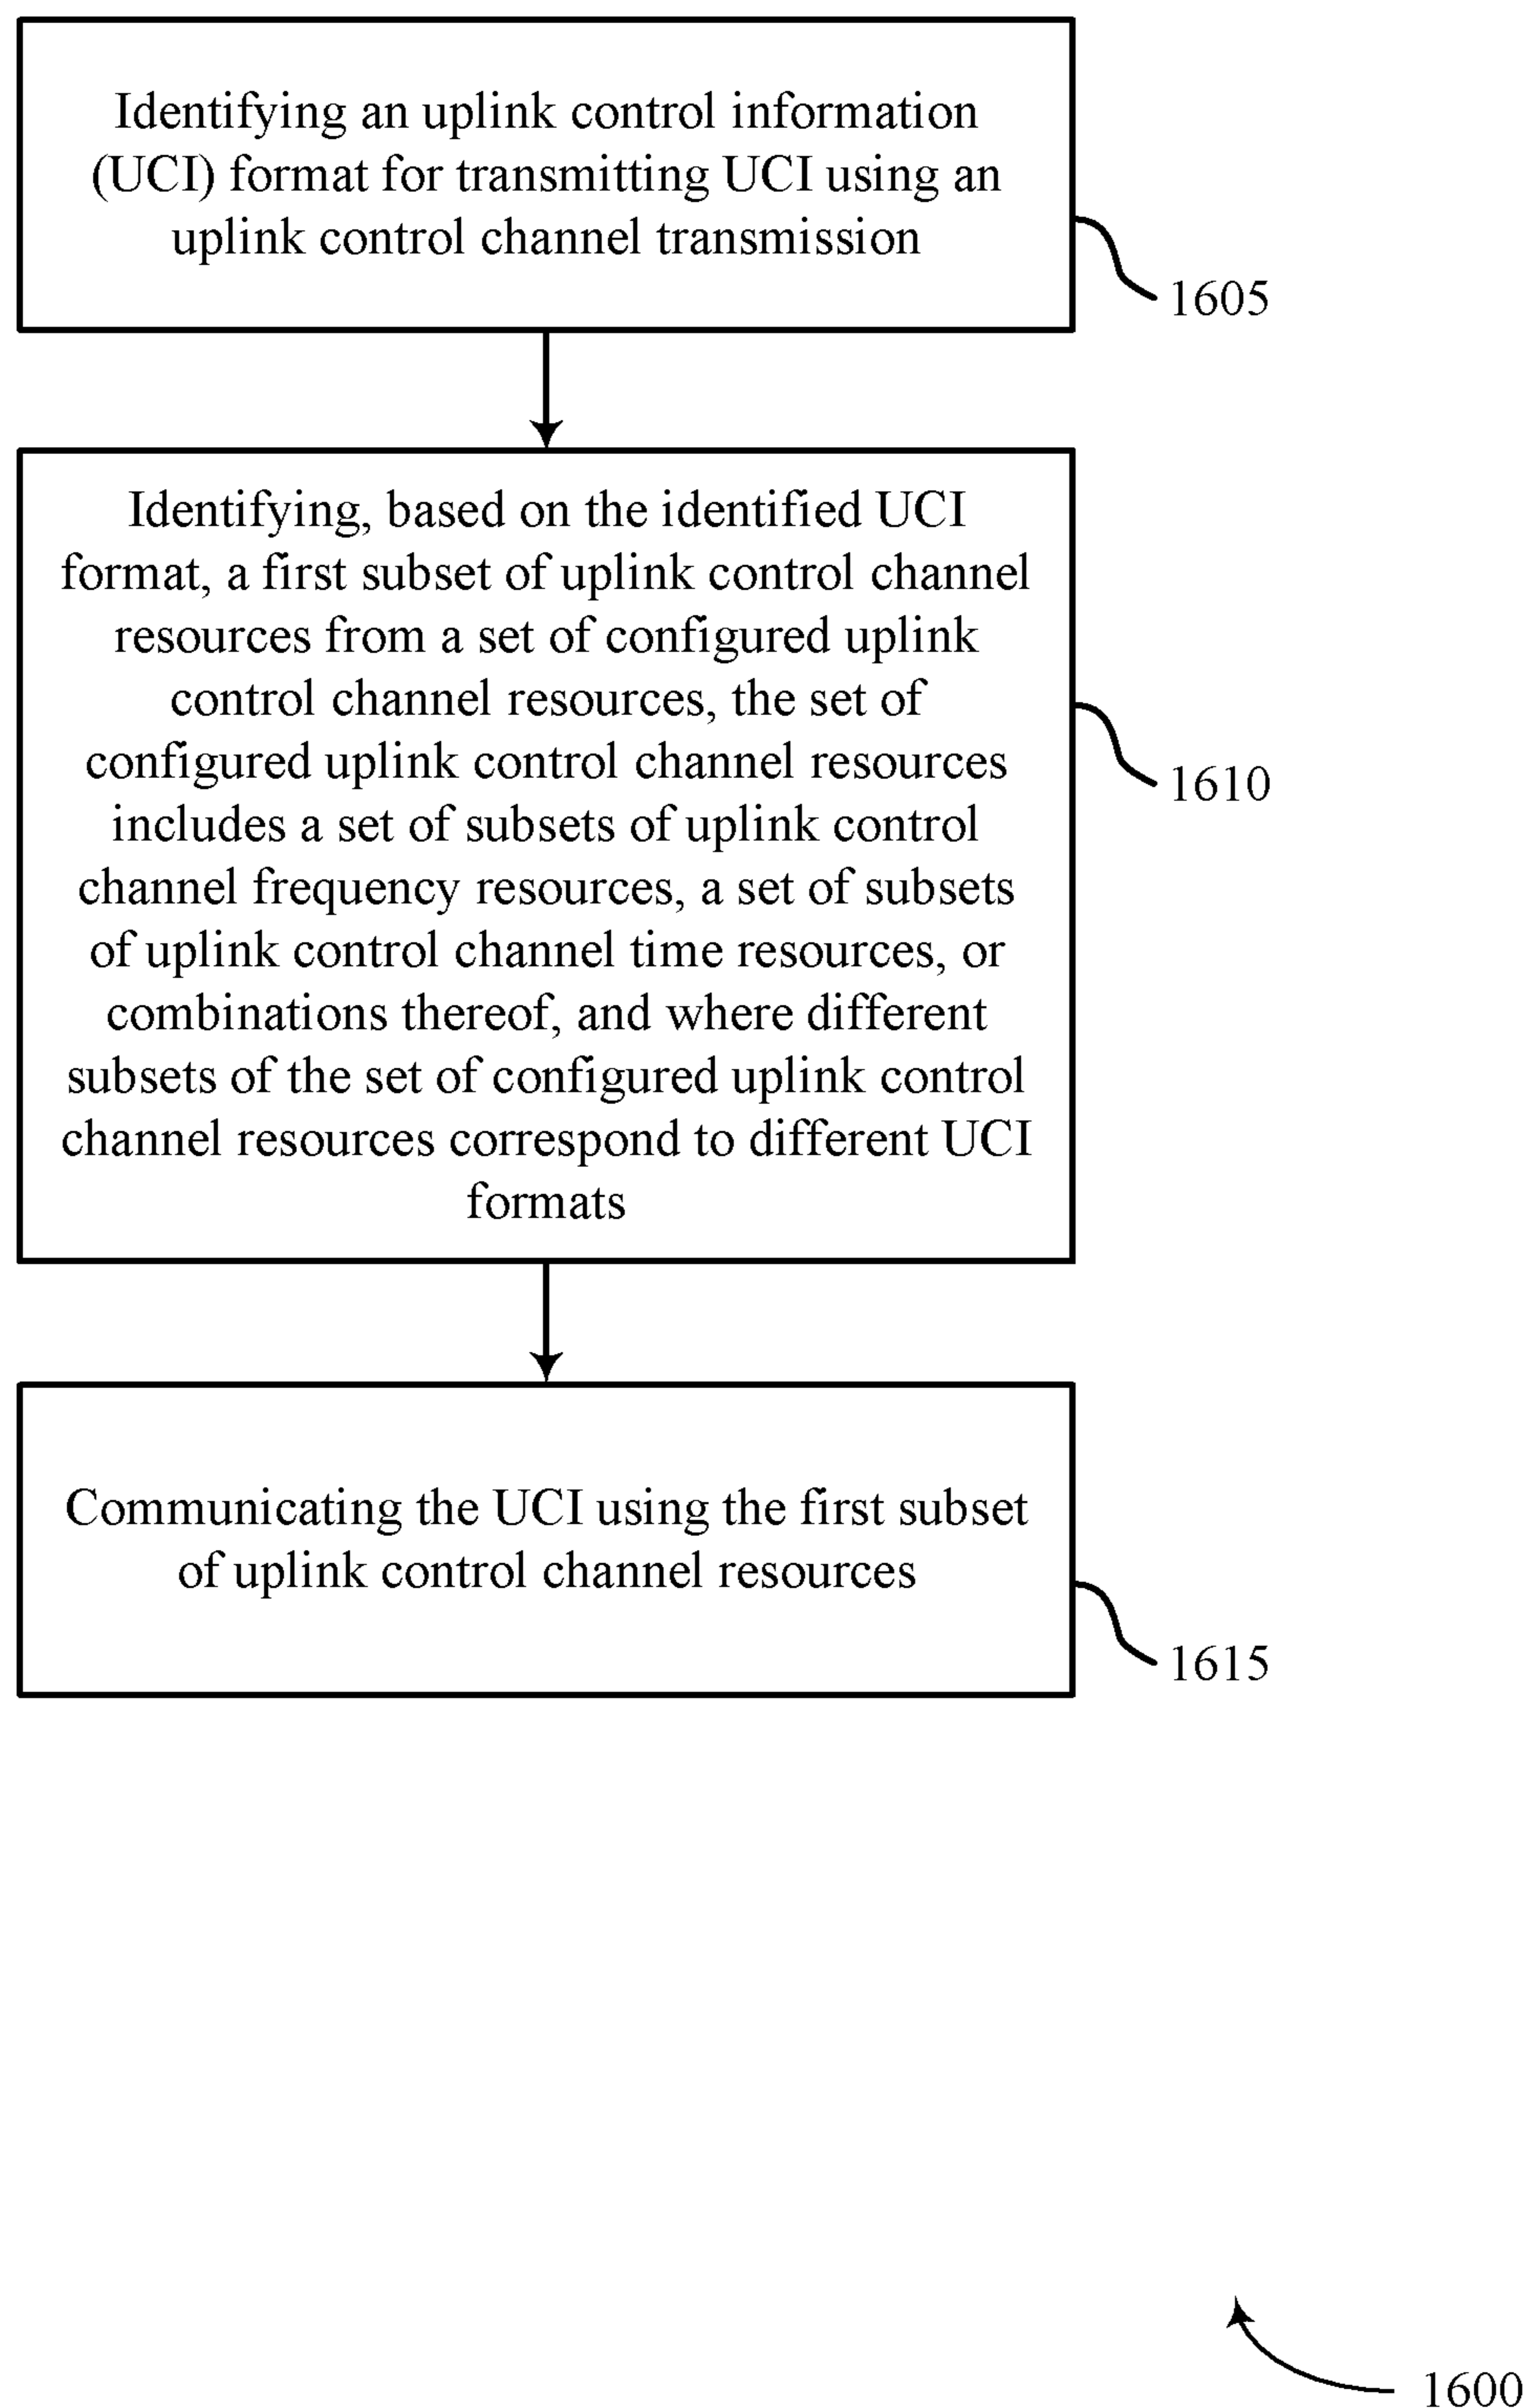 Identifying an uplink control information
(UCI) format for transmitting UCI using an
uplink control channel transmission
1605
Identifying, based on the identified UCI
format, a first subset of uplink control channel
resources from a set of configured uplink
control channel resources, the set of
configured uplink control channel resources
includes a set of subsets of uplink control
channel frequency resources, a set of subsets
of uplink control channel time resources, or
combinations thereof, and where different
subsets of the set of configured uplink control
channel resources correspond to different UCI
formats
1610
Communicating the UCI using the first subset
of uplink control channel resources
1615
1600